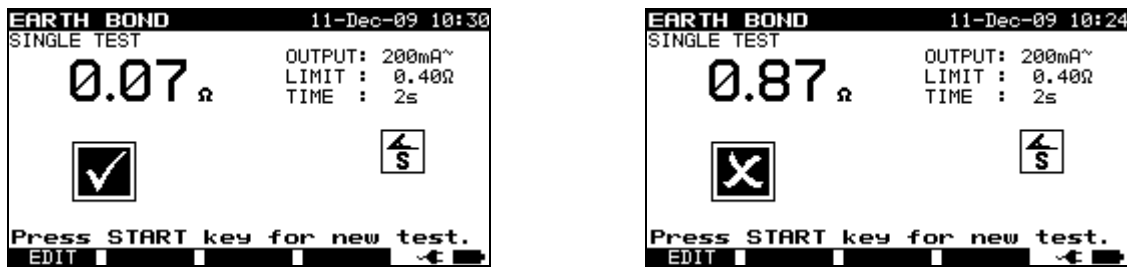 EARTH BOND 11-Dec-09 10:30
SINGLE TEST
OUTPUT: 200mA~
0.07 Ω
LIMIT : 0.40Ω
TIME : 2s
S
Press START key for new test.
EDIT
EARTH BOND 11-Dec-09 10:24
SINGLE TEST
OUTPUT: 200mA~
0.87 Ω
LIMIT : 0.40Ω
TIME : 2s
S
Press START key for new test.
EDIT